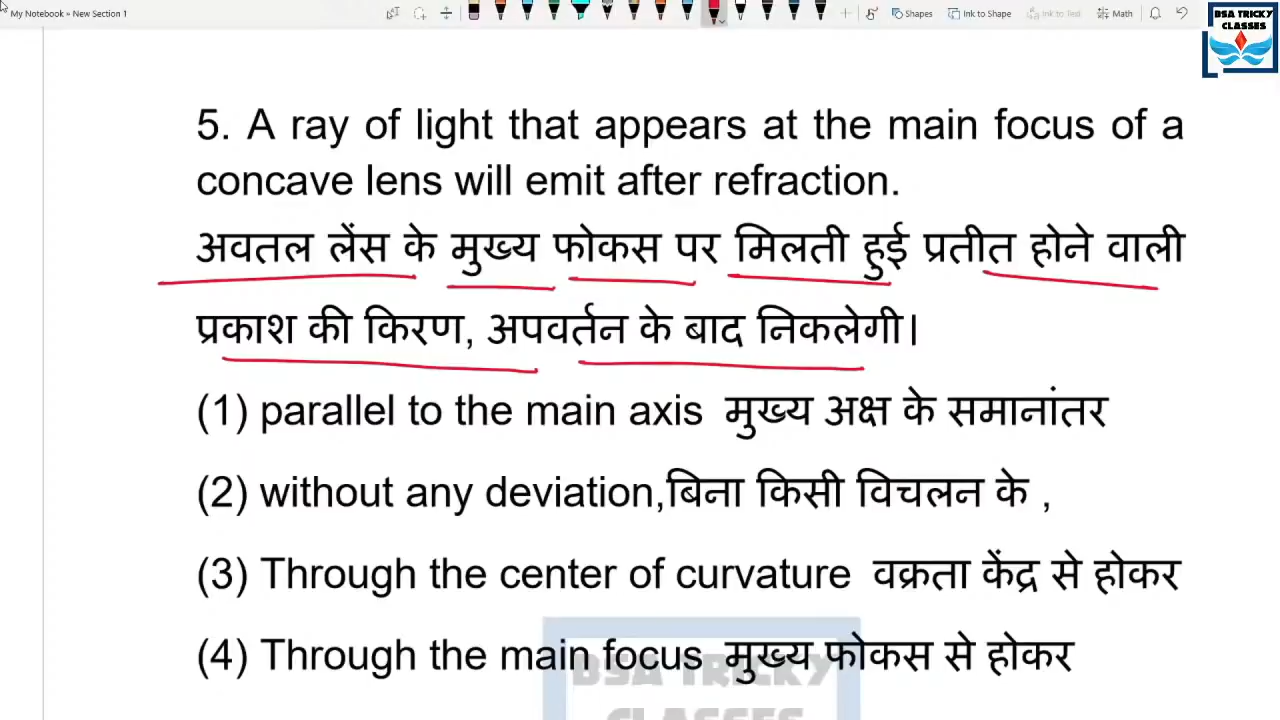 My Notebook » New Section 1
Shapes
Ink to Shape
Ink to Text
Math
BSA TRICKY
CLASSES
5. A ray of light that appears at the main focus of a
concave lens will emit after refraction.
अवतल लेंस के मुख्य फोकस पर मिलती हुई प्रतीत होने वाली
प्रकाश की किरण, अपवर्तन के बाद निकलेगी।
(1) parallel to the main axis मुख्य अक्ष के समानांतर
(2) without any deviation,बिना किसी विचलन के ,
(3) Through the center of curvature वक्रता केंद्र से होकर
(4) Through the main focus मुख्य फोकस से होकर
BSA TRICKY
CLASSES